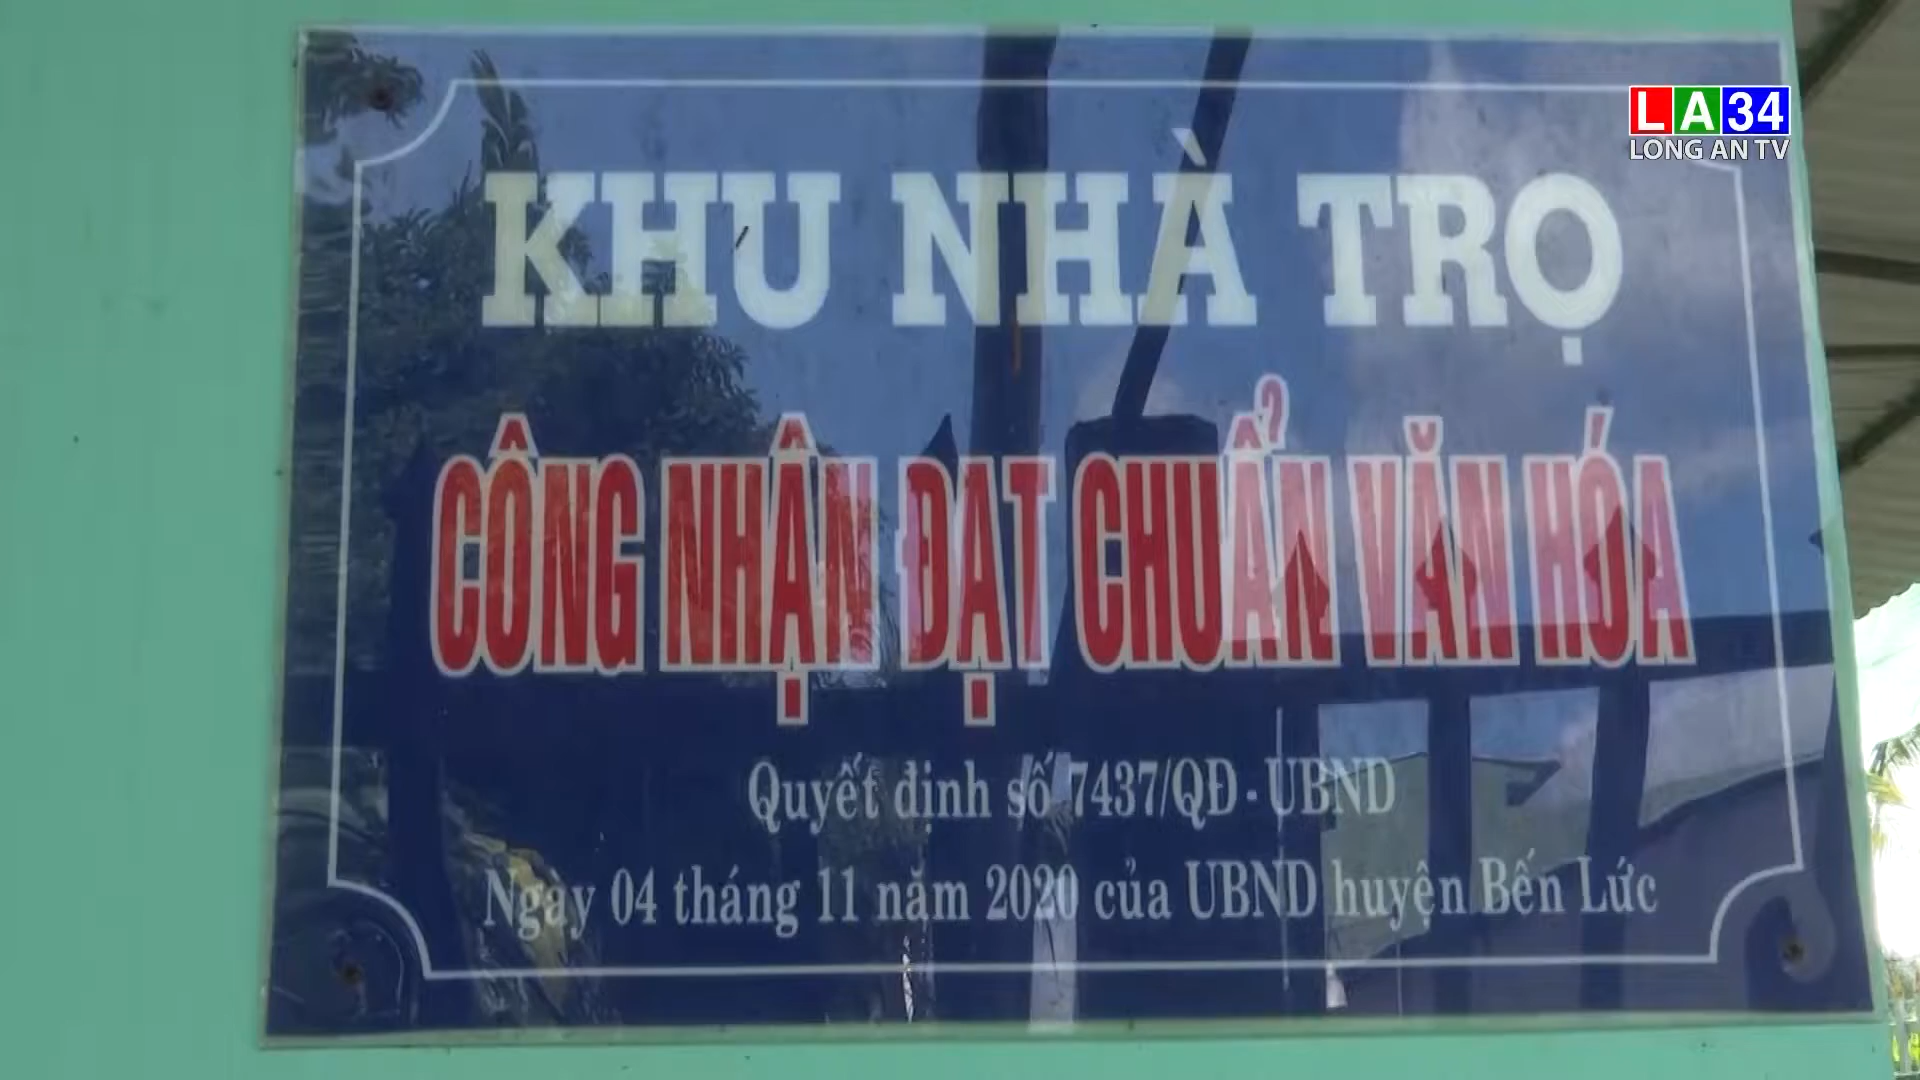 LA34
LONG AN TV
KHU NHÀ TRỌ
CÔNG NHẬN ĐẠT CHUẨN VĂN HÓA
Quyết định số 7437/QĐ - UBND
Ngay 04 tháng 11 năm 2020 của UBND huyện Bến Lức